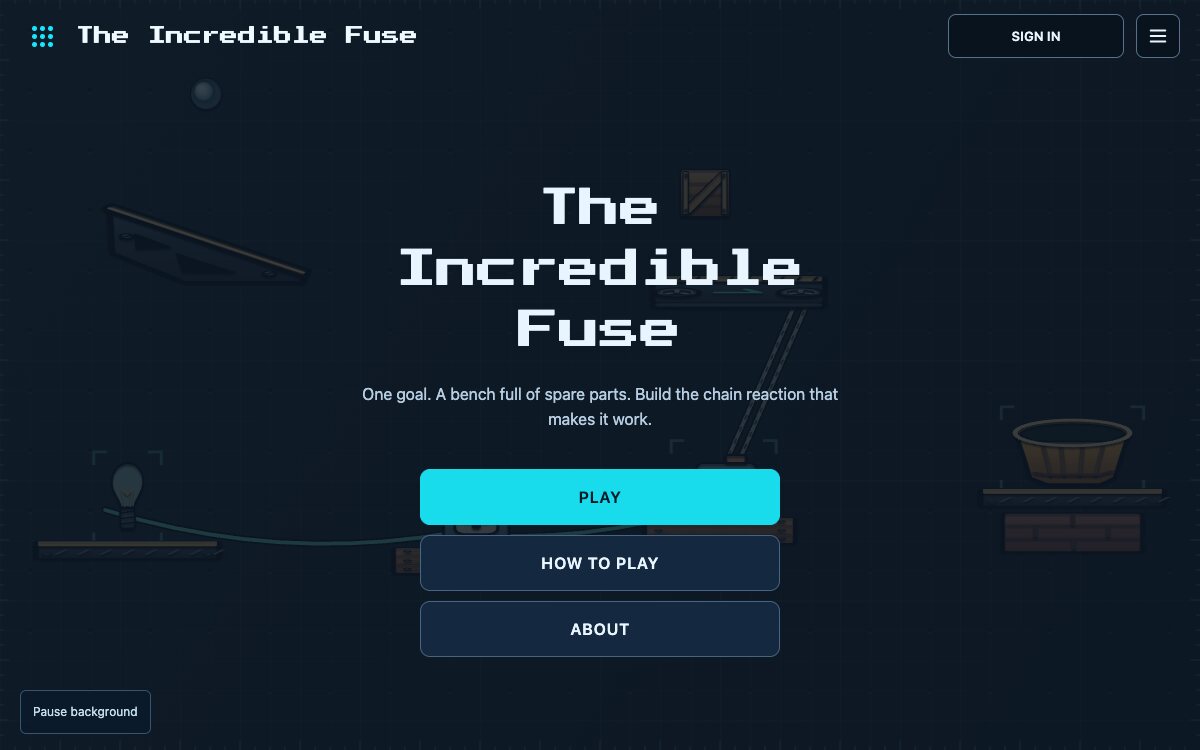 The Incredible Fuse
SIGN IN
The
Incredible
Fuse
One goal. A bench full of spare parts. Build the chain reaction that
makes it work.
PLAY
HOW TO PLAY
ABOUT
Pause background